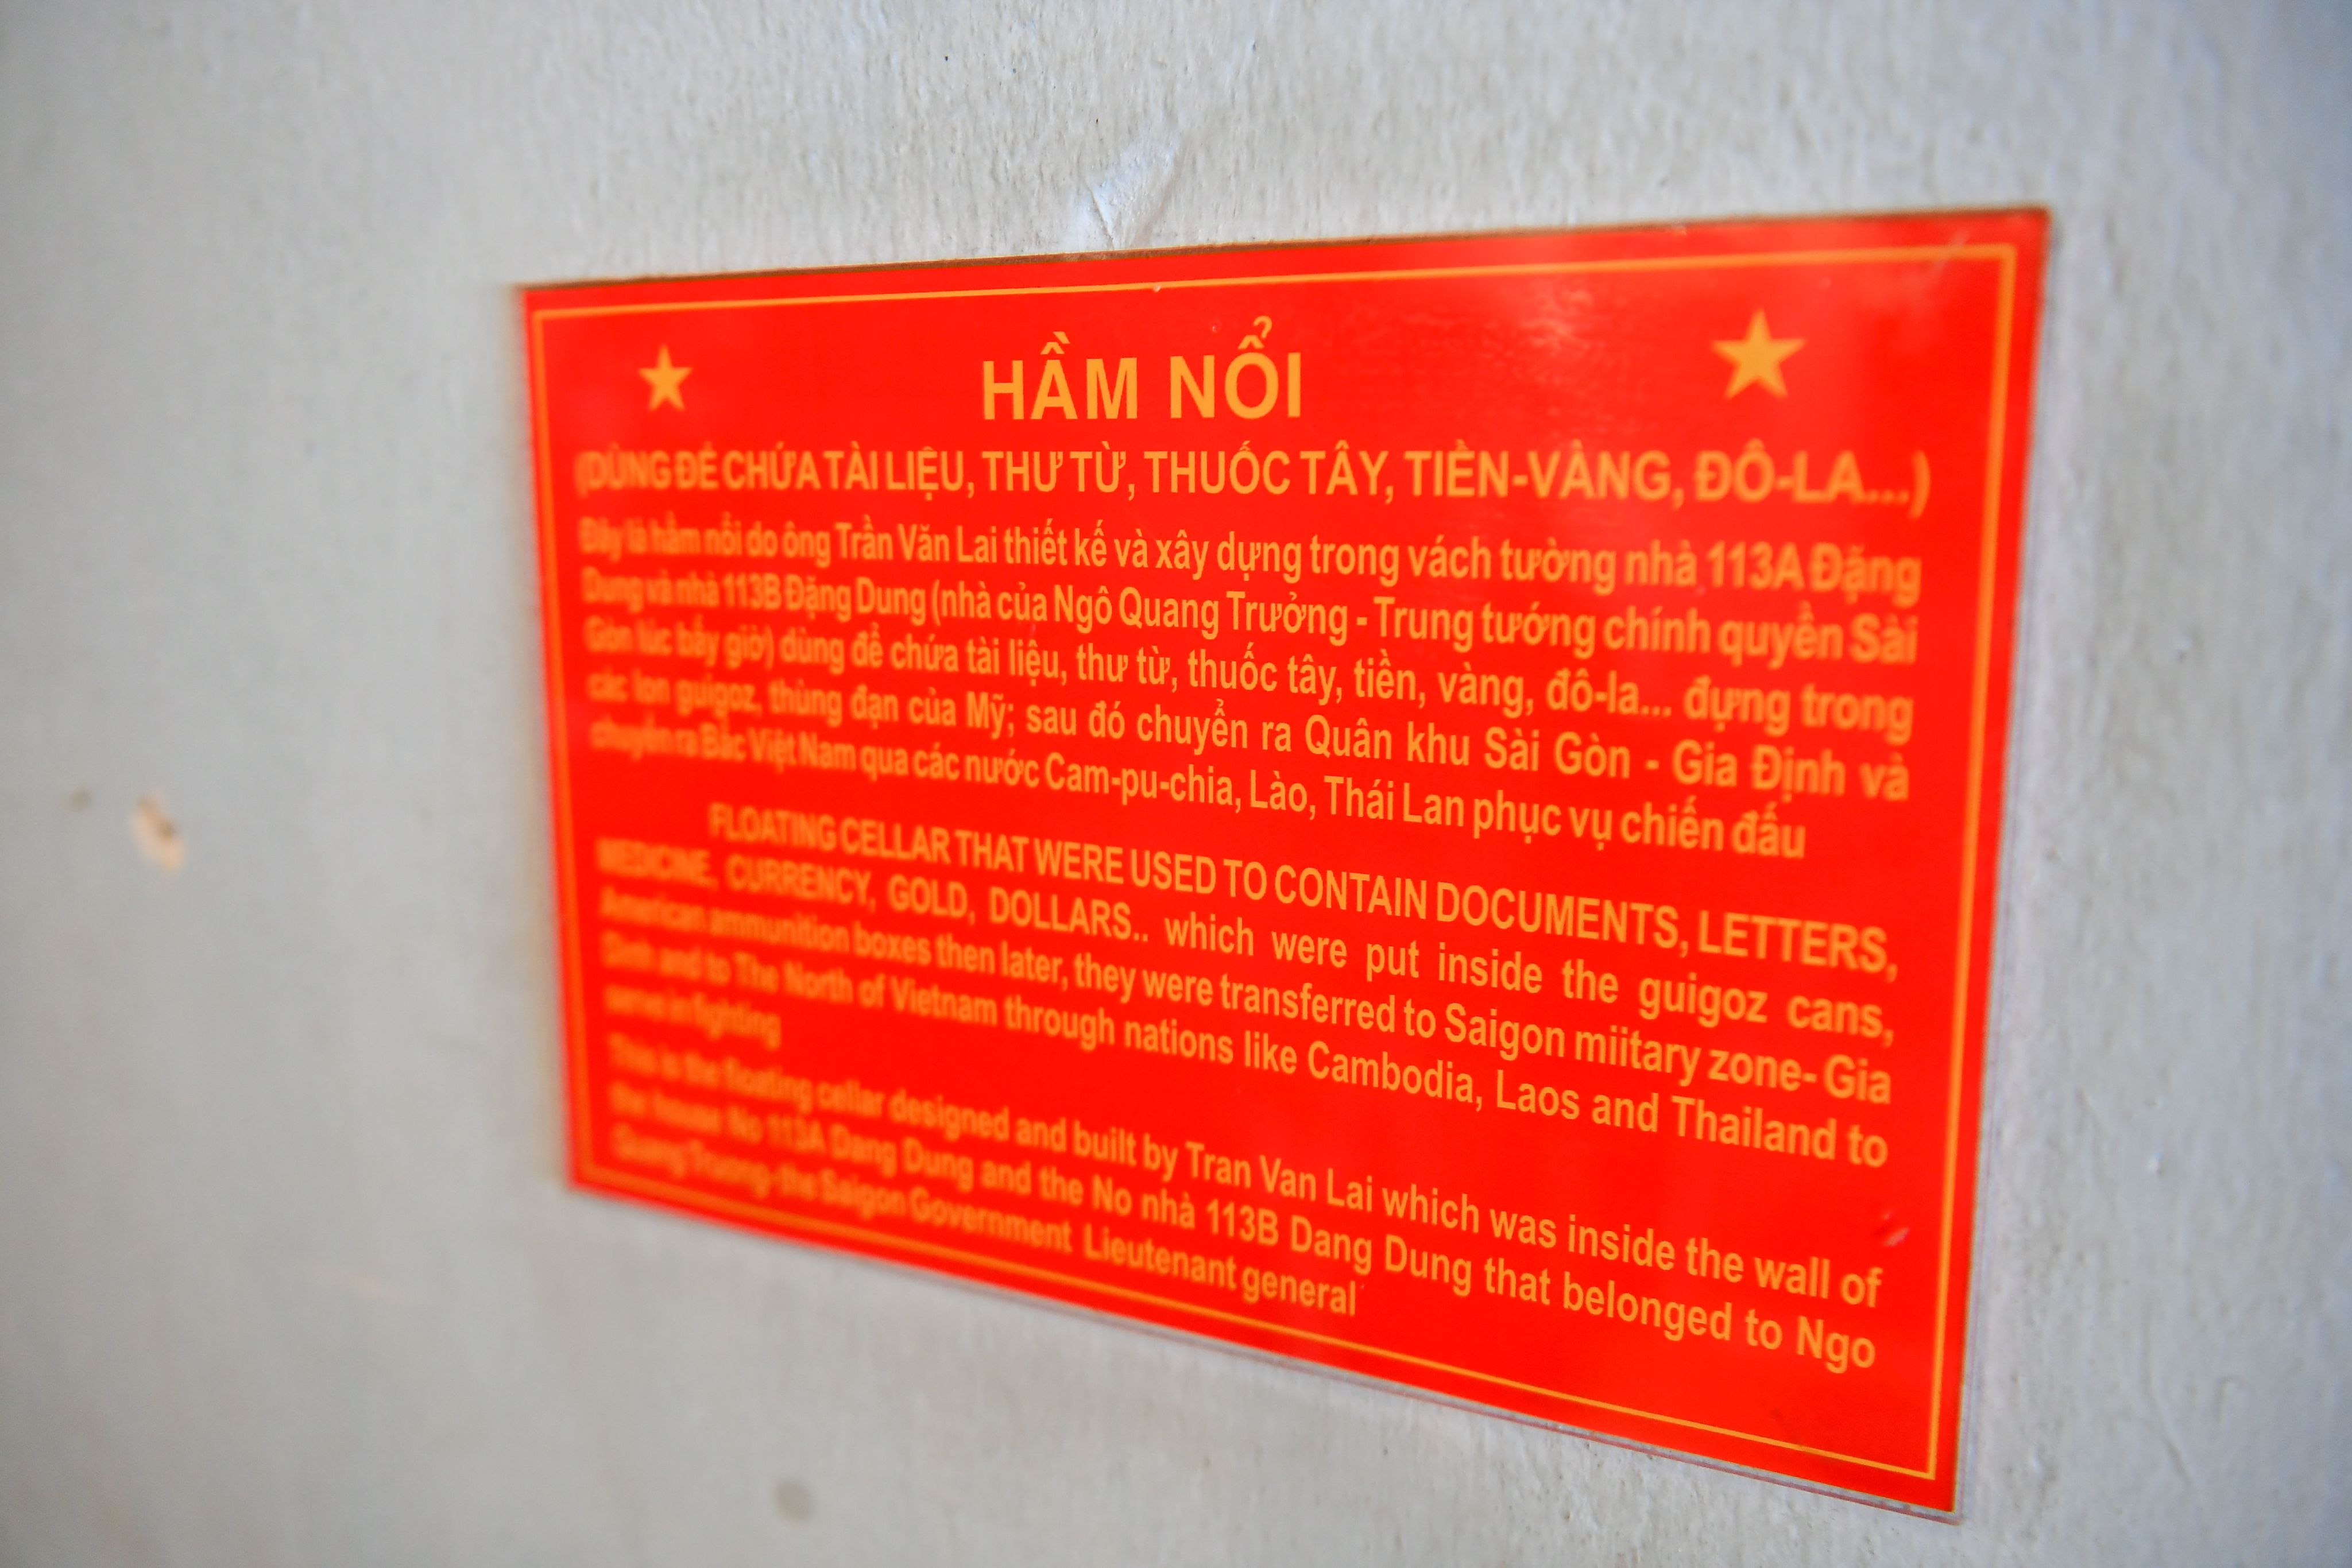 HẦM NỔI
(DÙNG ĐỂ CHỨA TÀI LIỆU, THƯ TỪ, THUỐC TÂY, TIỀN-VÀNG, ĐÔ-LA...)
Đây là hầm nổi do ông Trần Văn Lai thiết kế và xây dựng trong vách tường nhà 113A Đặng
Dung và nhà 113B Đặng Dung (nhà của Ngô Quang Trưởng - Trung tướng chính quyền Sài
Gòn lúc bấy giờ) dùng để chứa tài liệu, thư từ, thuốc tây, tiền, vàng, đô-la... đựng trong
các lon guigoz, thùng đạn của Mỹ; sau đó chuyển ra Quân khu Sài Gòn - Gia Định và
chuyển ra Bắc Việt Nam qua các nước Cam-pu-chia, Lào, Thái Lan phục vụ chiến đấu
FLOATING CELLAR THAT WERE USED TO CONTAIN DOCUMENTS, LETTERS,
MEDICINE, CURRENCY, GOLD, DOLLARS.. which were put inside the guigoz cans,
American ammunition boxes then later, they were transferred to Saigon miitary zone- Gia
Dinh and to The North of Vietnam through nations like Cambodia, Laos and Thailand to
serve in fighting
This is the floating cellar designed and built by Tran Van Lai which was inside the wall of
the house No 113A Dang Dung and the No nhà 113B Dang Dung that belonged to Ngo
Quang Truong-the Saigon Government Lieutenant general